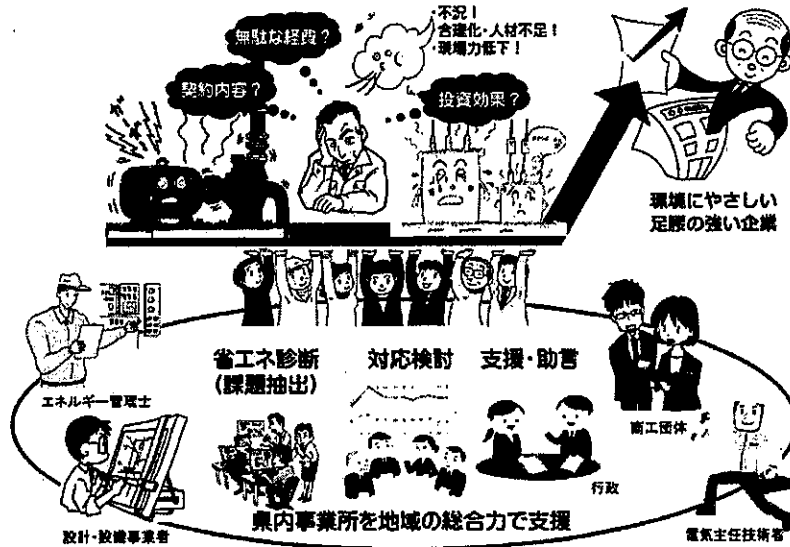 ・不況！
・合理化・人材不足！
・現場力低下！
無駄な経費？
契約内容？
投資効果？
環境にやさしい
足腰の強い企業
省エネ診断
（課題抽出）
対応検討
支援・助言
エネルギー管理士
商工団体
設計・設備事業者
行政
電気主任技術者
県内事業所を地域の総合力で支援